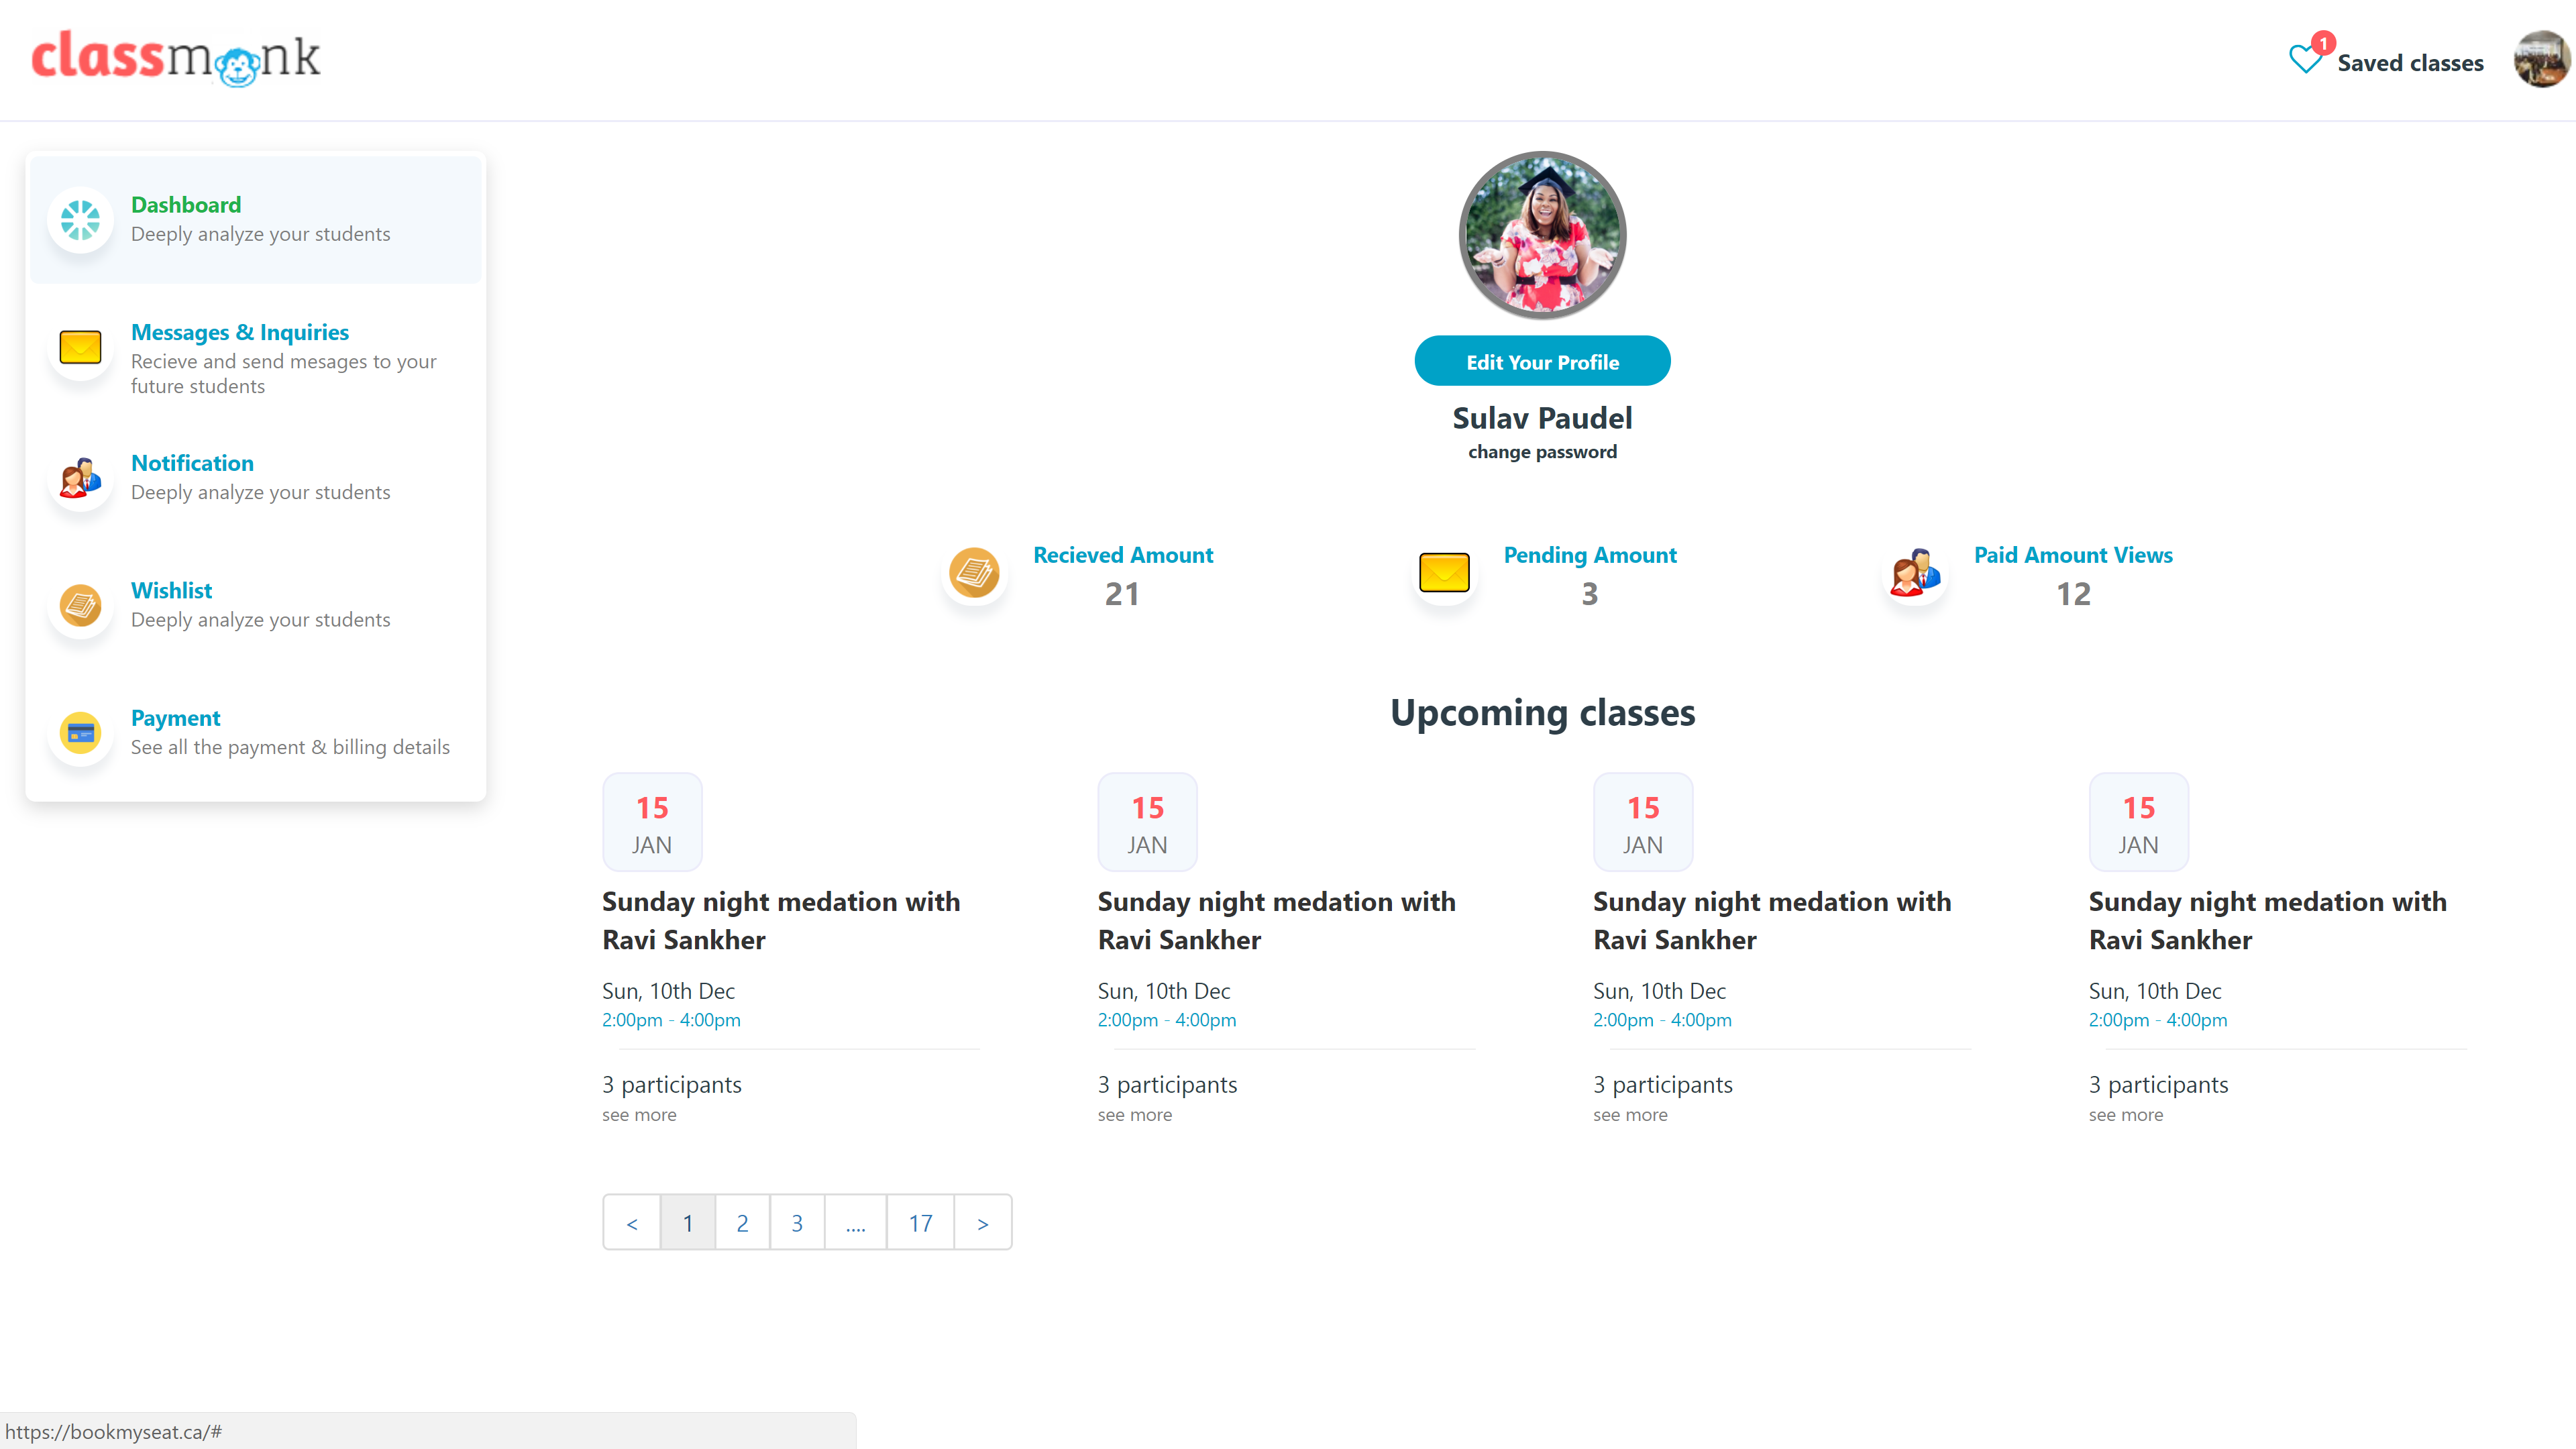 classmonk
1
Saved classes
Dashboard
Deeply analyze your students
Messages & Inquiries
Recieve and send mesages to your
future students
Notification
Deeply analyze your students
Wishlist
Deeply analyze your students
Payment
See all the payment & billing details
Edit Your Profile
Sulav Paudel
change password
Recieved Amount
21
Pending Amount
3
Paid Amount Views
12
Upcoming classes
15
JAN
Sunday night medation with
Ravi Sankher
Sun, 10th Dec
2:00pm - 4:00pm
3 participants
see more
15
JAN
Sunday night medation with
Ravi Sankher
Sun, 10th Dec
2:00pm - 4:00pm
3 participants
see more
15
JAN
Sunday night medation with
Ravi Sankher
Sun, 10th Dec
2:00pm - 4:00pm
3 participants
see more
15
JAN
Sunday night medation with
Ravi Sankher
Sun, 10th Dec
2:00pm - 4:00pm
3 participants
see more
< 1 2 3 .... 17 >
https://bookmyseat.ca/#